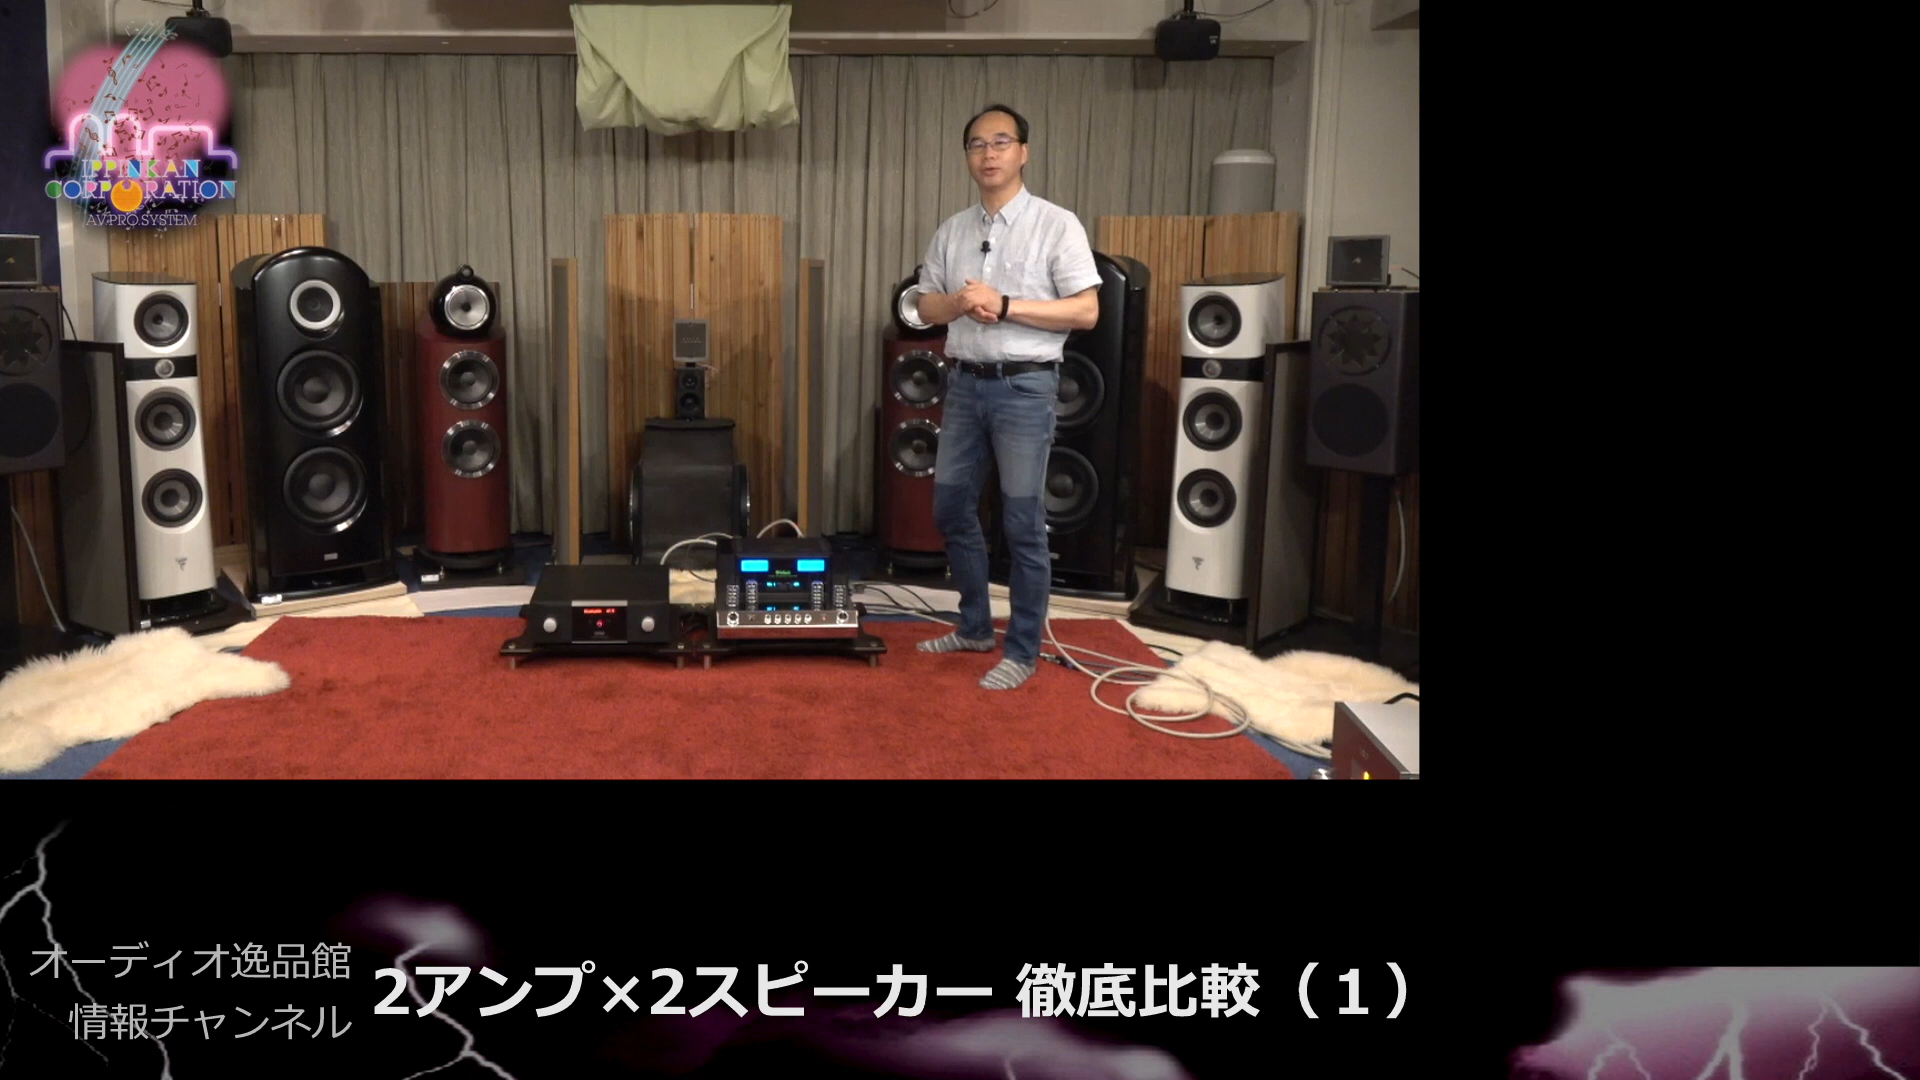 IPPINKAN
CORPORATION
AV.PRO.SYSTEM
オーディオ逸品館
情報チャンネル
2アンプ×2スピーカー 徹底比較（１）